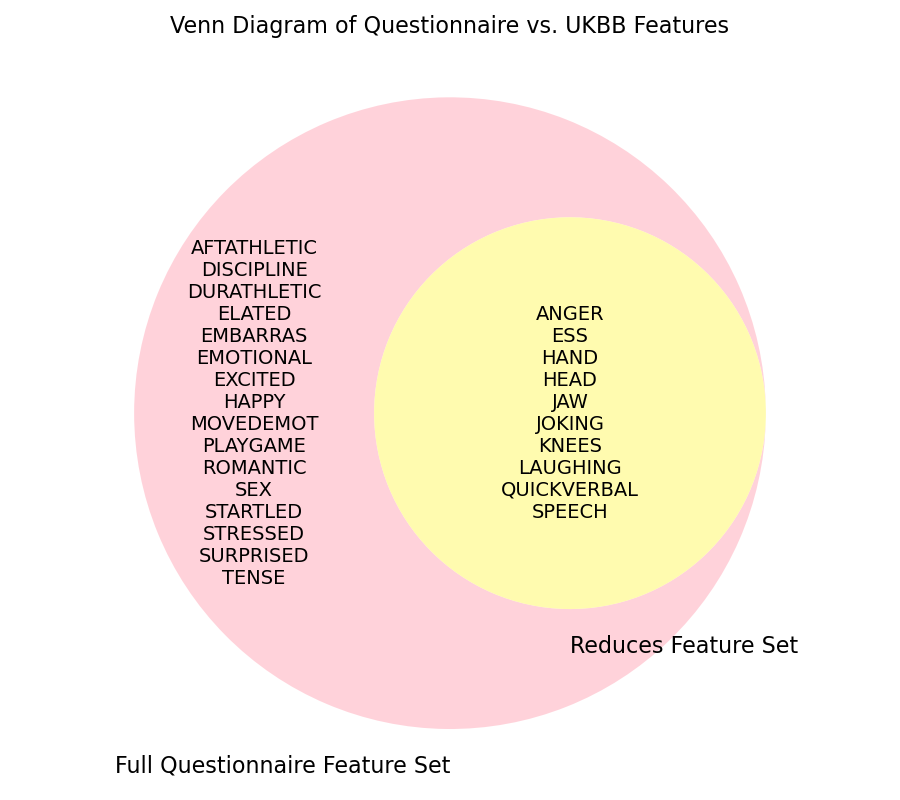 Venn Diagram of Questionnaire vs. UKBB Features
AFTATHLETIC
DISCIPLINE
DURATHLETIC
ELATED
EMBARRAS
EMOTIONAL
EXCITED
HAPPY
MOVEDEMOT
PLAYGAME
ROMANTIC
SEX
STARTLED
STRESSED
SURPRISED
TENSE
ANGER
ESS
HAND
HEAD
JAW
JOKING
KNEES
LAUGHING
QUICKVERBAL
SPEECH
Reduces Feature Set
Full Questionnaire Feature Set